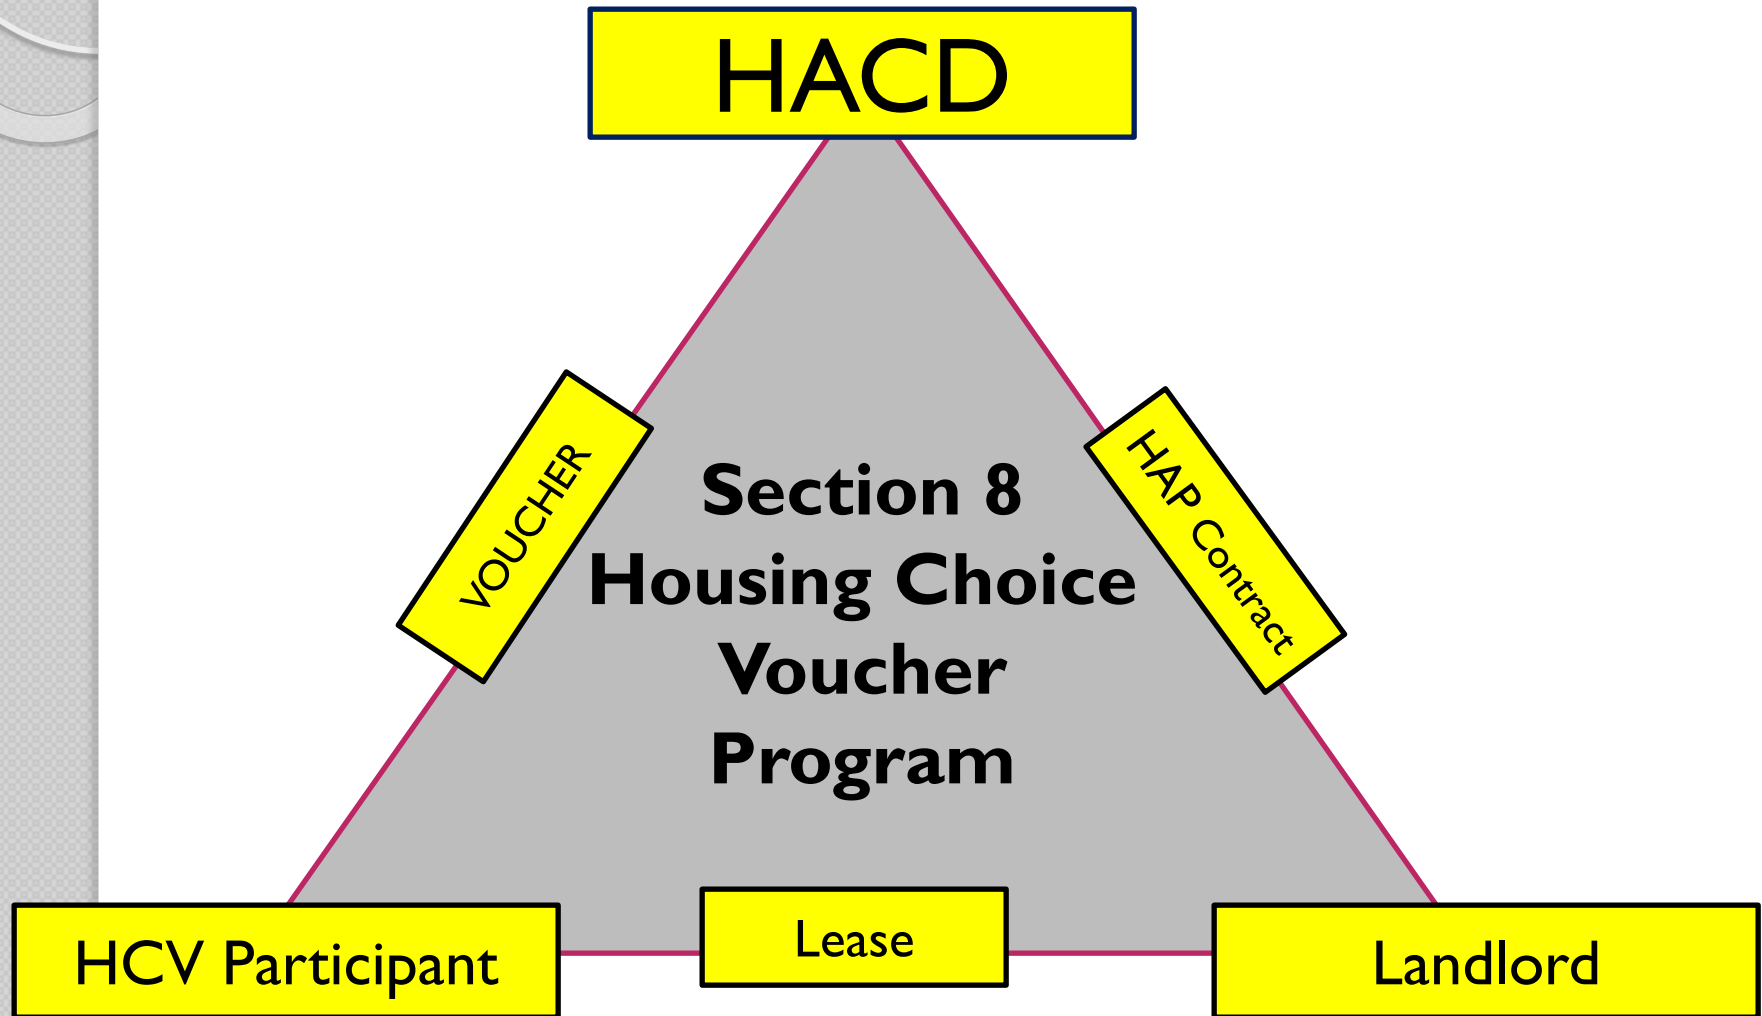 HACD
VOUCHER
HAP Contract
Section 8
Housing Choice
Voucher
Program
HCV Participant
Lease
Landlord